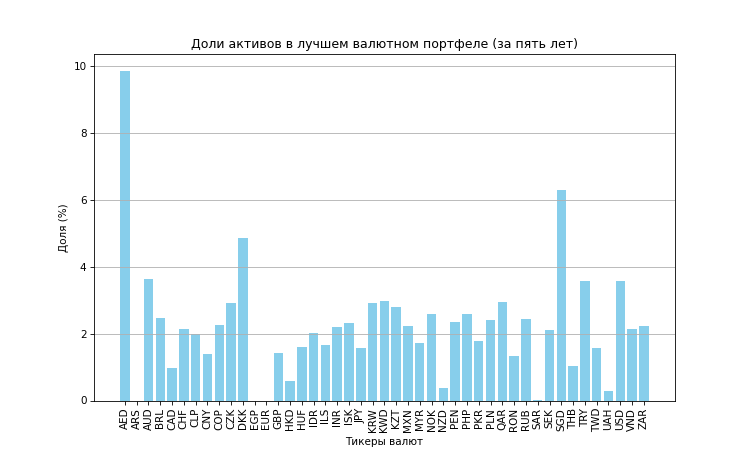 Доли активов в лучшем валютном портфеле (за пять лет)
Доля (%)
10
8
6
4
2
0
AED ARS AUD BRL CAD CHF CLP CNY COP CZK DKK EGP EUR GBP HKD HUF IDR ILS INR ISK JPY KRW KWD KZT MXN MYR NOK NZD PEN PHP PKR PLN QAR RON RUB SAR SEK SGD THB TRY TWD UAH USD VND ZAR
Тикеры валют